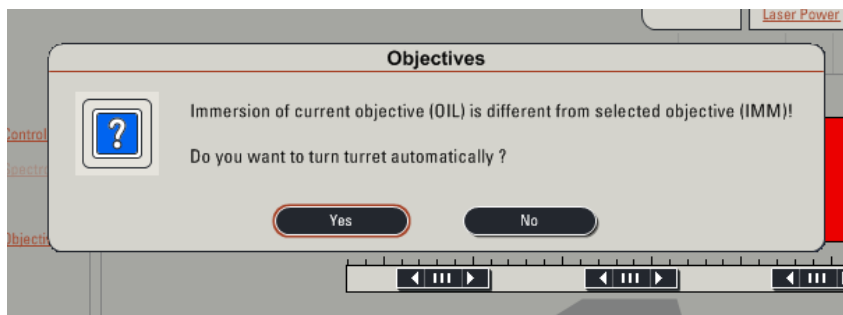 Laser Power
Objectives
Immersion of current objective (OIL) is different from selected objective (IMM)!
Do you want to turn turret automatically ?
Control
Yes
No